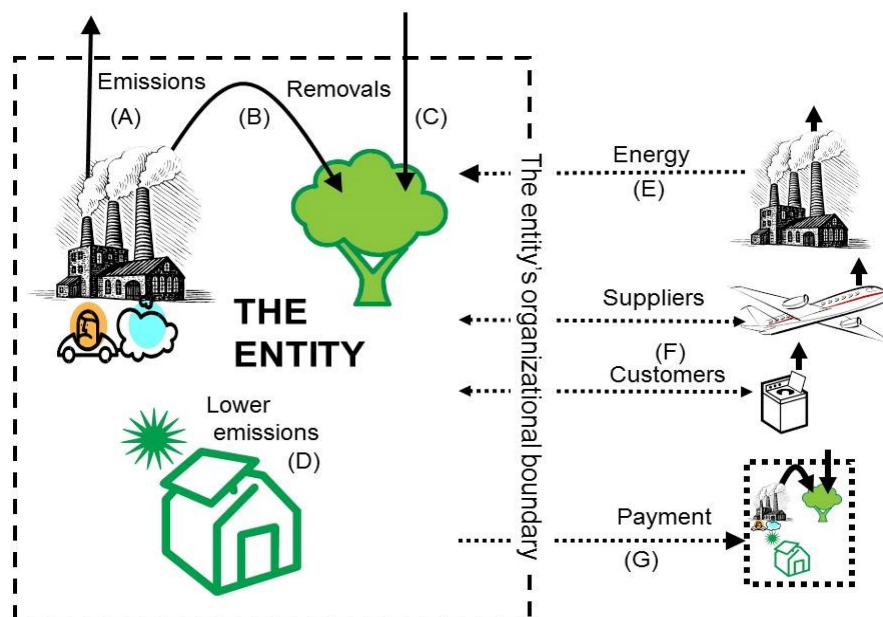 Emissions
(A)
(B)
Removals
(C)
THE
ENTITY
Lower
emissions
(D)
The entity's organizational boundary
Energy
(E)
Suppliers
(F)
Customers
Payment
(G)